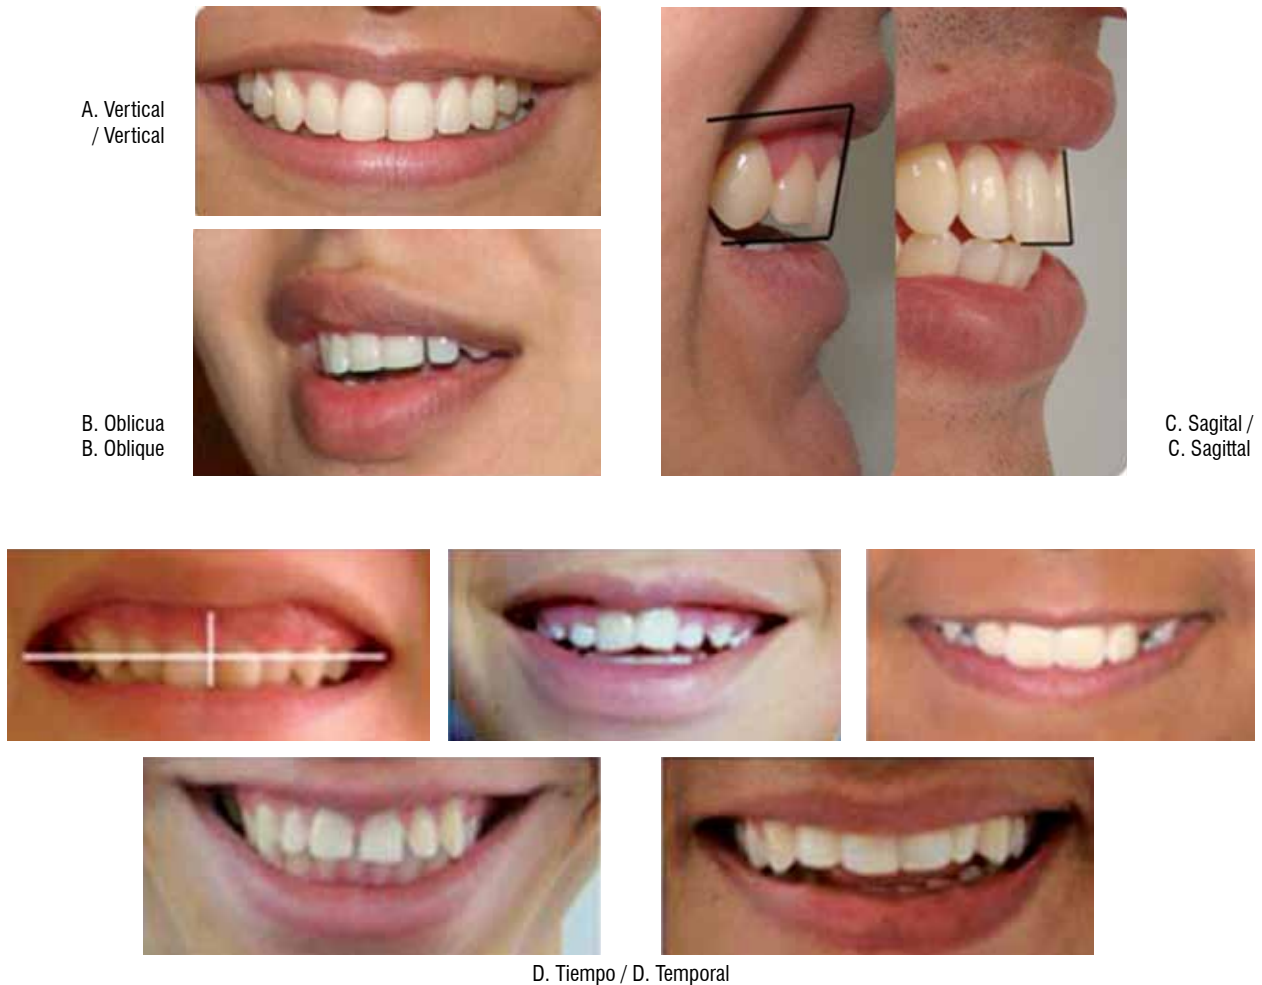 A. Vertical
/ Vertical
B. Oblicua
B. Oblique
C. Sagital /
C. Sagittal
D. Tiempo / D. Temporal